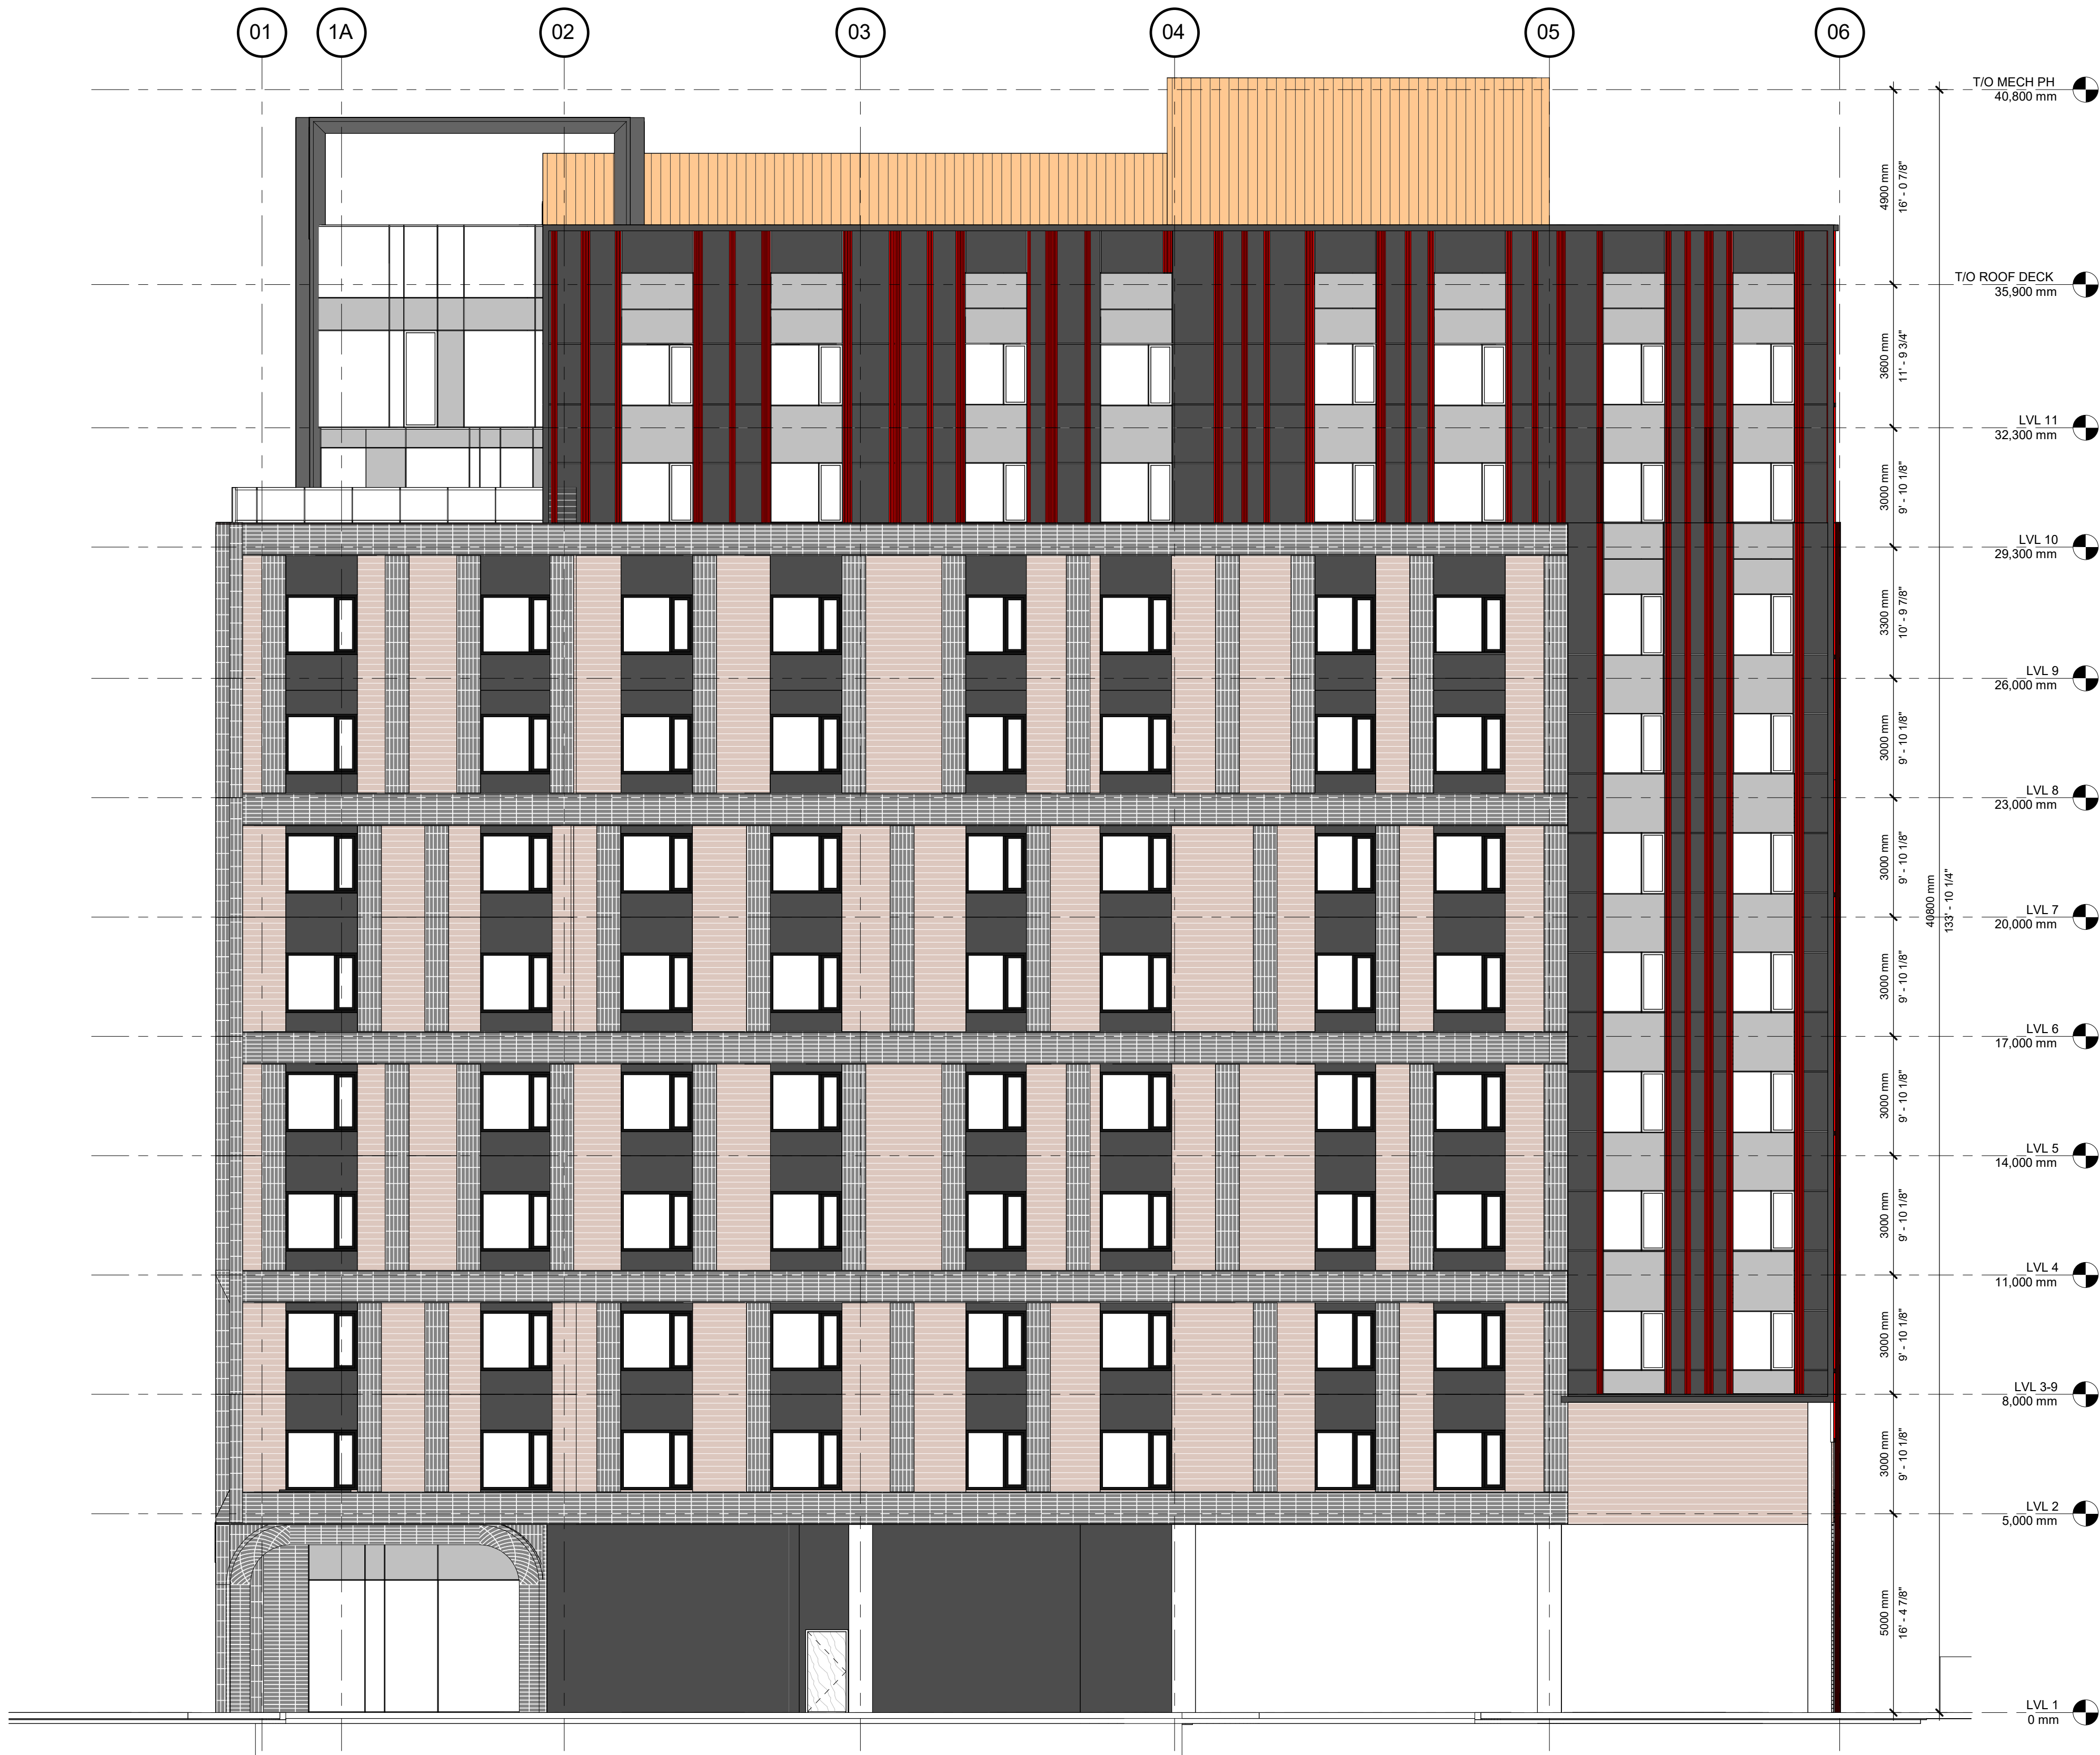 01 1A 02 03 04 05 06
T/O MECH PH
40,800 mm
4900 mm
16' - 0 7/8"
T/O ROOF DECK
35,900 mm
3600 mm
11' - 9 3/4"
LVL 11
32,300 mm
3000 mm
9' - 10 1/8"
LVL 10
29,300 mm
3300 mm
10' - 9 7/8"
LVL 9
26,000 mm
3000 mm
9' - 10 1/8"
LVL 8
23,000 mm
3000 mm
9' - 10 1/8"
40800 mm
133' - 10 1/4"
LVL 7
20,000 mm
3000 mm
9' - 10 1/8"
LVL 6
17,000 mm
3000 mm
9' - 10 1/8"
LVL 5
14,000 mm
3000 mm
9' - 10 1/8"
LVL 4
11,000 mm
3000 mm
9' - 10 1/8"
LVL 3-9
8,000 mm
3000 mm
9' - 10 1/8"
LVL 2
5,000 mm
5000 mm
16' - 4 7/8"
LVL 1
0 mm